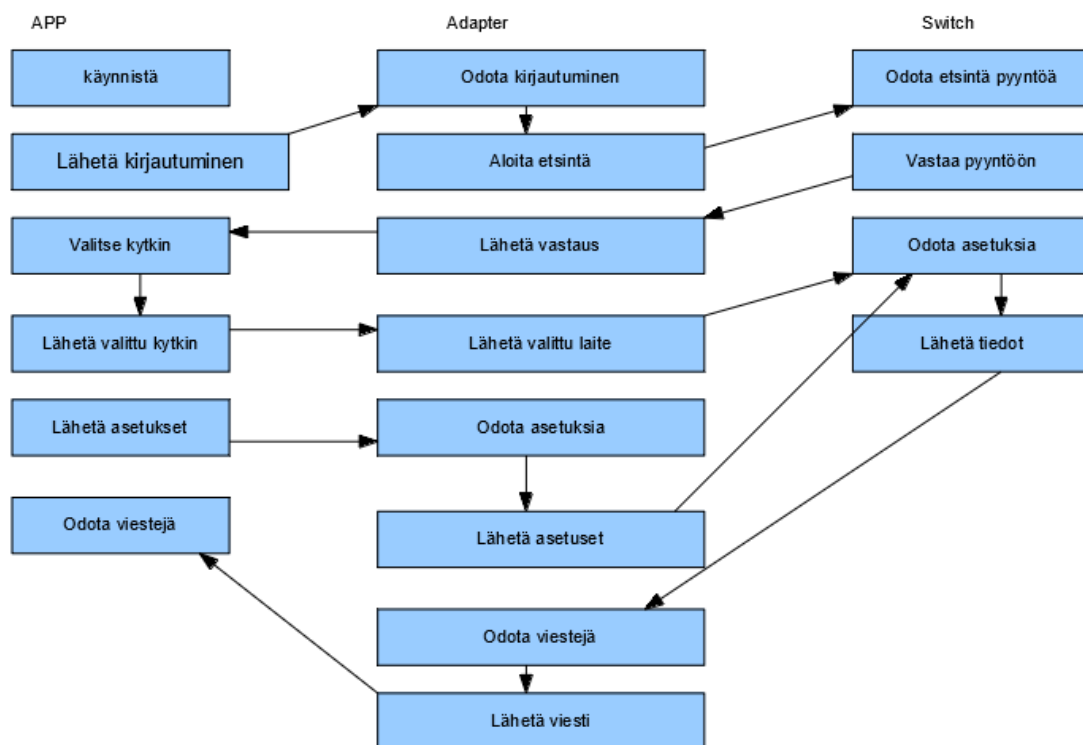 APP
Adapter
Switch
käynnistä
Odota kirjautuminen
Odota etsintä pyyntöä
Lähetä kirjautuminen
Aloita etsintä
Vastaa pyyntöön
Valitse kytkin
Lähetä vastaus
Odota asetuksia
Lähetä valittu kytkin
Lähetä valittu laite
Lähetä tiedot
Lähetä asetukset
Odota asetuksia
Odota viestejä
Lähetä asetuset
Odota viestejä
Lähetä viesti